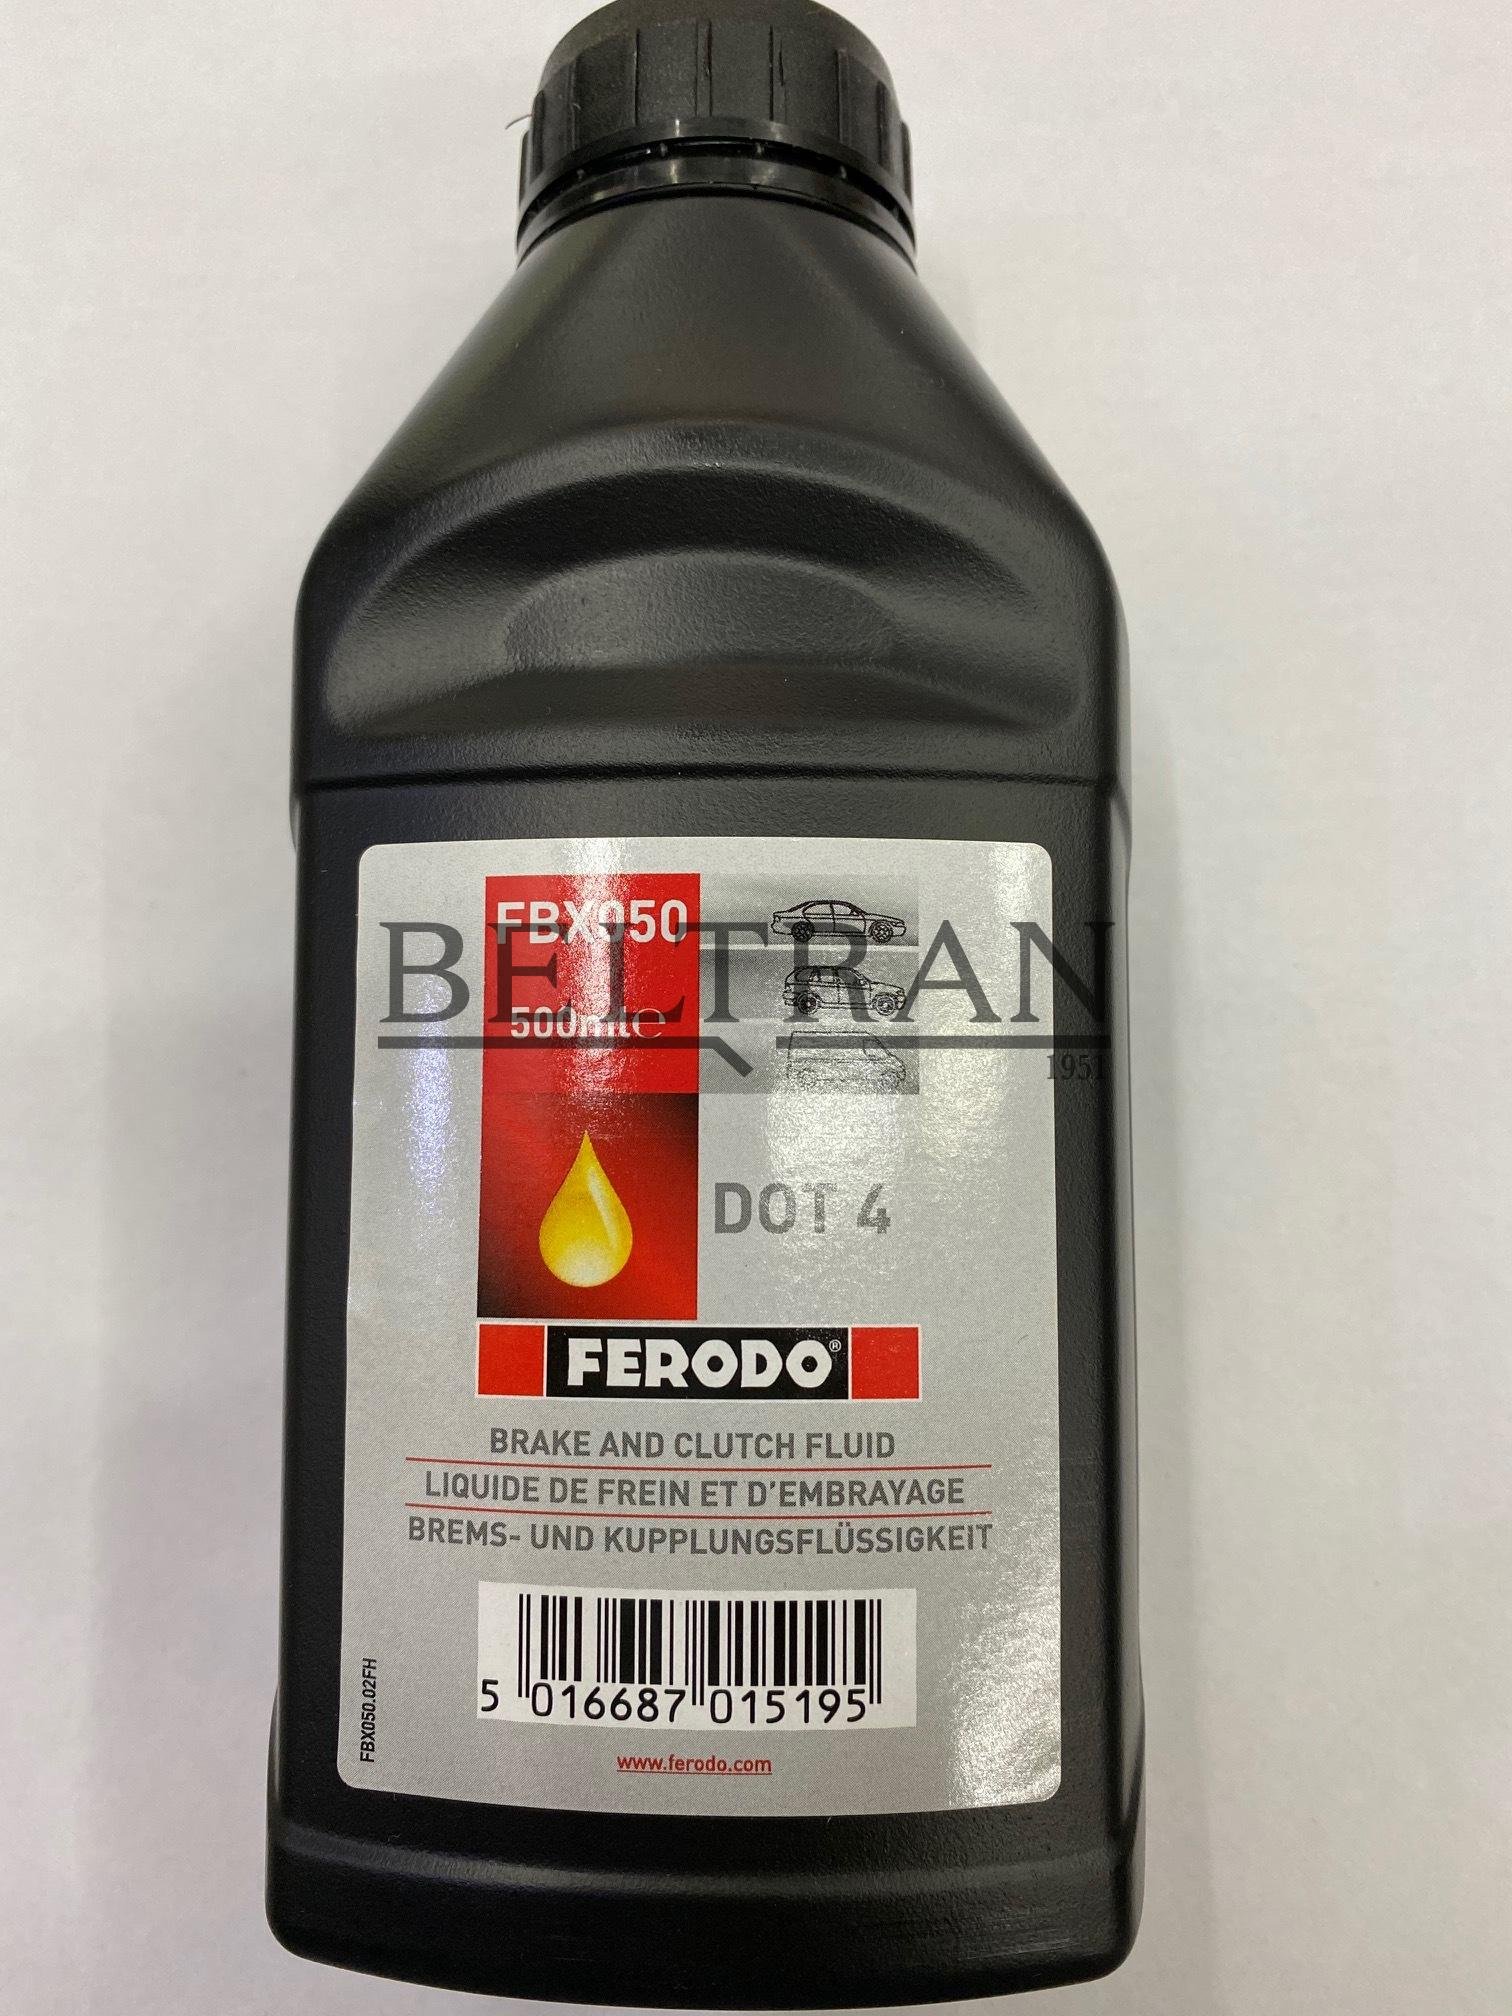 FBX050
BELTRAN
500ml e
1951
DOT 4
FERODO®
BRAKE AND CLUTCH FLUID
LIQUIDE DE FREIN ET D'EMBRAYAGE
BREMS- UND KUPPLUNGSFLÜSSIGKEIT
5 016687 015195
FBX050.02FH
www.ferodo.com